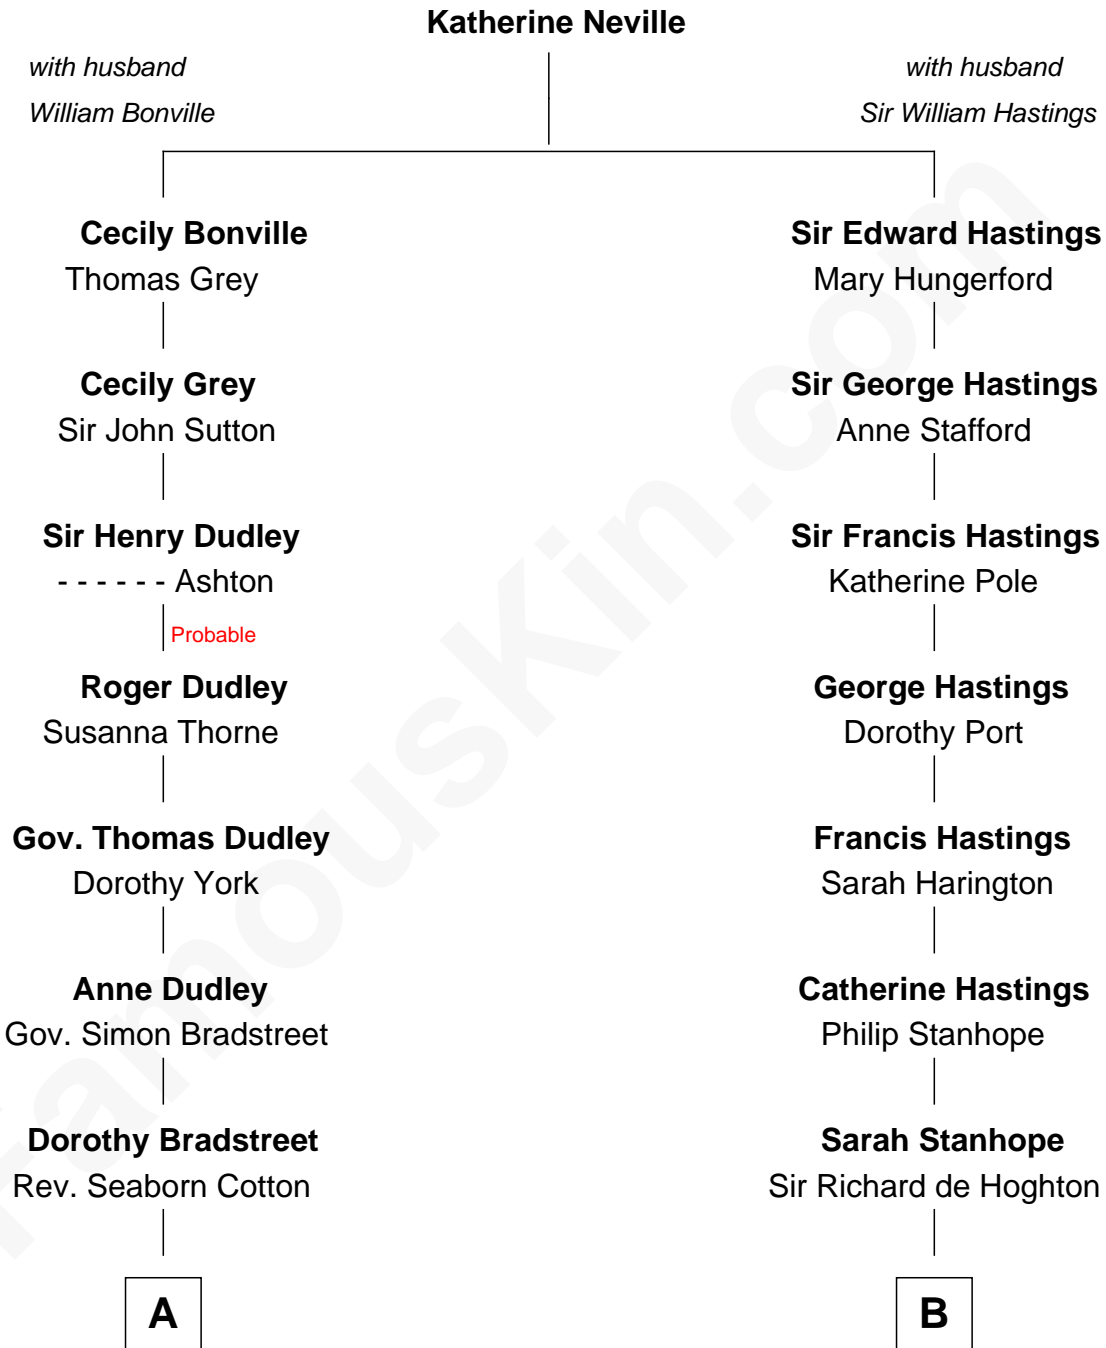 Katherine Neville
with husband
William Bonville
with husband
Sir William Hastings
Cecily Bonville
Thomas Grey
Sir Edward Hastings
Mary Hungerford
Cecily Grey
Sir John Sutton
Sir George Hastings
Anne Stafford
Sir Henry Dudley
- - - - - - Ashton
Sir Francis Hastings
Katherine Pole
Probable
Roger Dudley
Susanna Thorne
George Hastings
Dorothy Port
Gov. Thomas Dudley
Dorothy York
Francis Hastings
Sarah Harington
Anne Dudley
Gov. Simon Bradstreet
Catherine Hastings
Philip Stanhope
Dorothy Bradstreet
Rev. Seaborn Cotton
Sarah Stanhope
Sir Richard de Hoghton
A
B
FamousKin.com